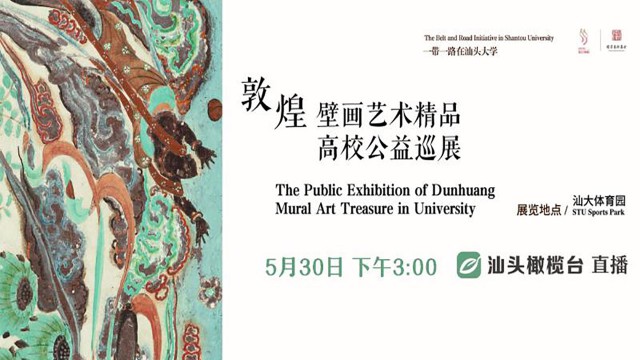 The Belt and Road Initiative in Shantou University
一带一路在汕头大学
敦煌 壁画艺术精品
高校公益巡展
The Public Exhibition of Dunhuang
Mural Art Treasure in University
展览地点 / 汕大体育园
STU Sports Park
5月30日 下午3:00
汕头橄榄台 直播